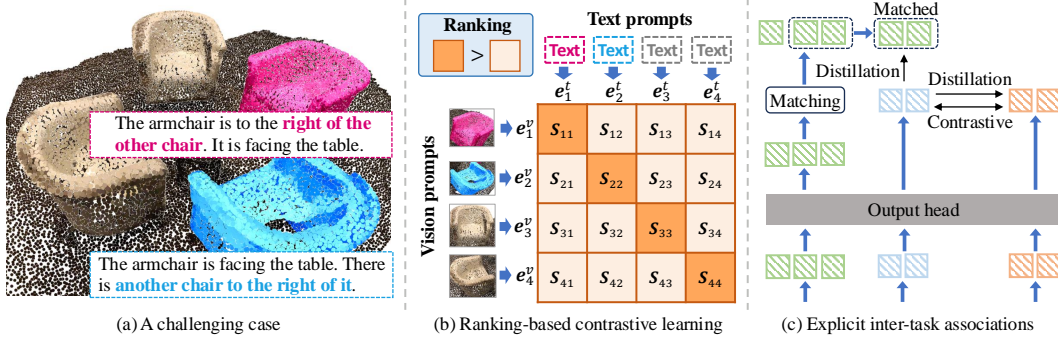 The armchair is to the right of the
other chair. It is facing the table.
The armchair is facing the table. There
is another chair to the right of it.
(a) A challenging case
Ranking
>
Text prompts
Text Text Text Text
e₁ᵗ e₂ᵗ e₃ᵗ e₄ᵗ
Vision prompts
e₁ᵛ S₁₁ S₁₂ S₁₃ S₁₄
e₂ᵛ S₂₁ S₂₂ S₂₃ S₂₄
e₃ᵛ S₃₁ S₃₂ S₃₃ S₃₄
e₄ᵛ S₄₁ S₄₂ S₄₃ S₄₄
(b) Ranking-based contrastive learning
Matched
Distillation
Distillation
Contrastive
Matching
Output head
(c) Explicit inter-task associations